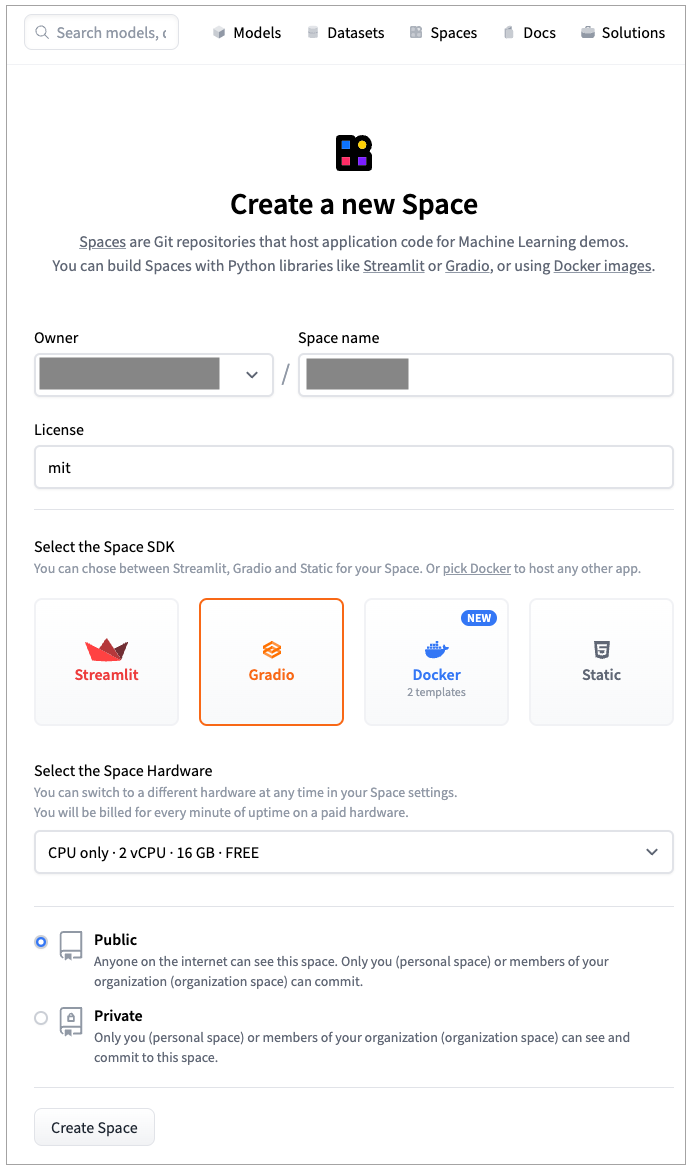 Search models, d
Models
Datasets
Spaces
Docs
Solutions
Create a new Space
Spaces are Git repositories that host application code for Machine Learning demos.
You can build Spaces with Python libraries like Streamlit or Gradio, or using Docker images.
Owner
Space name
/
License
mit
Select the Space SDK
You can chose between Streamlit, Gradio and Static for your Space. Or pick Docker to host any other app.
Streamlit
Gradio
NEW
Docker
2 templates
Static
Select the Space Hardware
You can switch to a different hardware at any time in your Space settings.
You will be billed for every minute of uptime on a paid hardware.
CPU only · 2 vCPU · 16 GB · FREE
Public
Anyone on the internet can see this space. Only you (personal space) or members of your
organization (organization space) can commit.
Private
Only you (personal space) or members of your organization (organization space) can see and
commit to this space.
Create Space